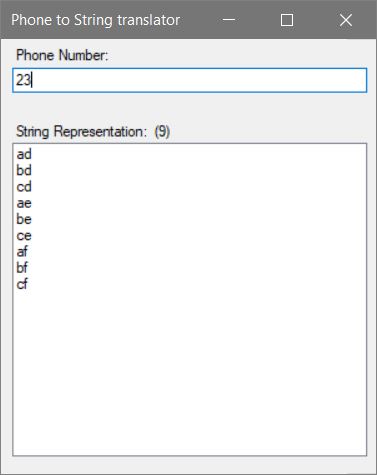 Phone to String translator
Phone Number:
23
String Representation: (9)
ad
bd
cd
ae
be
ce
af
bf
cf